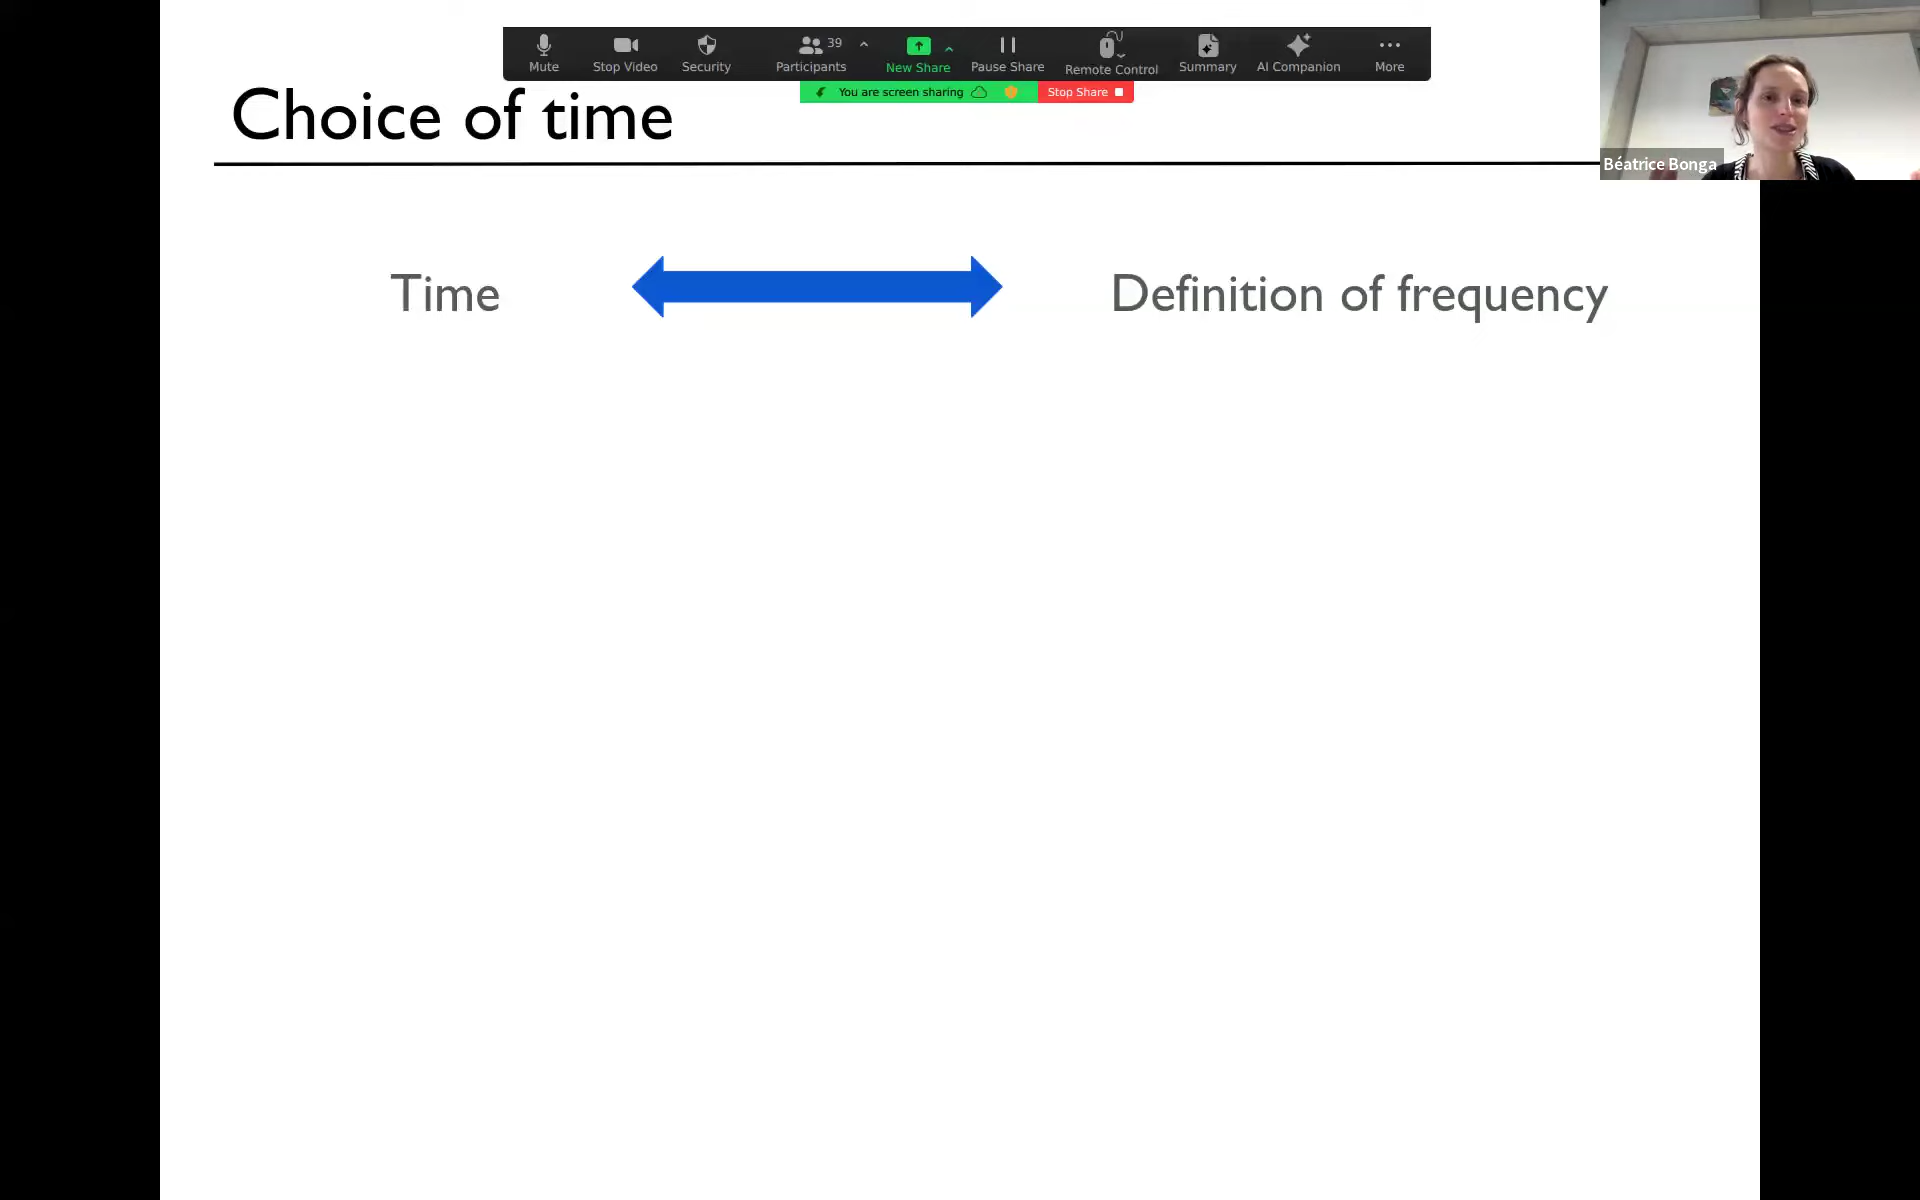 Mute
Stop Video
Security
Participants
39
New Share
Pause Share
Remote Control
Summary
AI Companion
More
You are screen sharing
Stop Share
Choice of time
Béatrice Bonga
Time
Definition of frequency